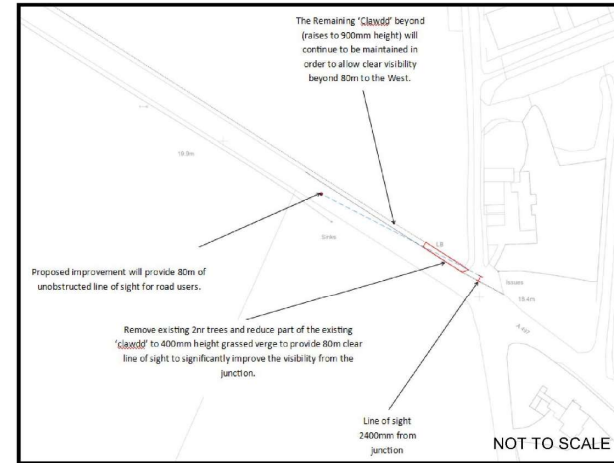 The Remaining 'Clawdd' beyond
(raises to 900mm height) will
continue to be maintained in
order to allow clear visibility
beyond 80m to the West.
19.9m
Sinks
LB
Issues
19.4m
Proposed improvement will provide 80m of
unobstructed line of sight for road users.
Remove existing 2nr trees and reduce part of the existing
'clawdd' to 400mm height grassed verge to provide 80m clear
line of sight to significantly improve the visibility from the
junction.
Line of sight
2400mm from
junction
NOT TO SCALE